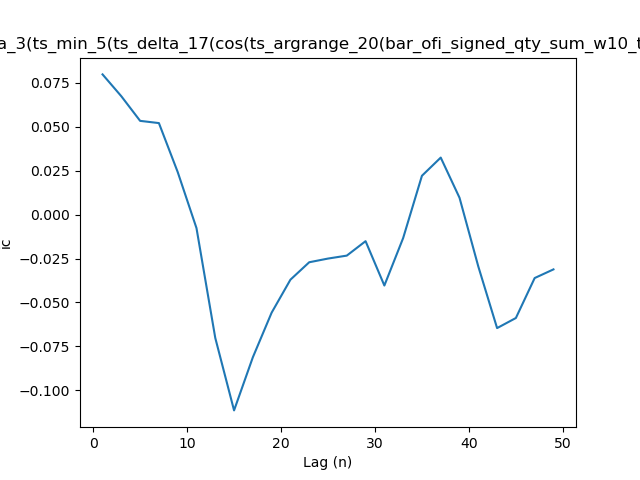 a_3(ts_min_5(ts_delta_17(cos(ts_argrange_20(bar_ofi_signed_qty_sum_w10_t
0.075
0.050
0.025
0.000
−0.025
−0.050
−0.075
−0.100
0 10 20 30 40 50
Lag (n)